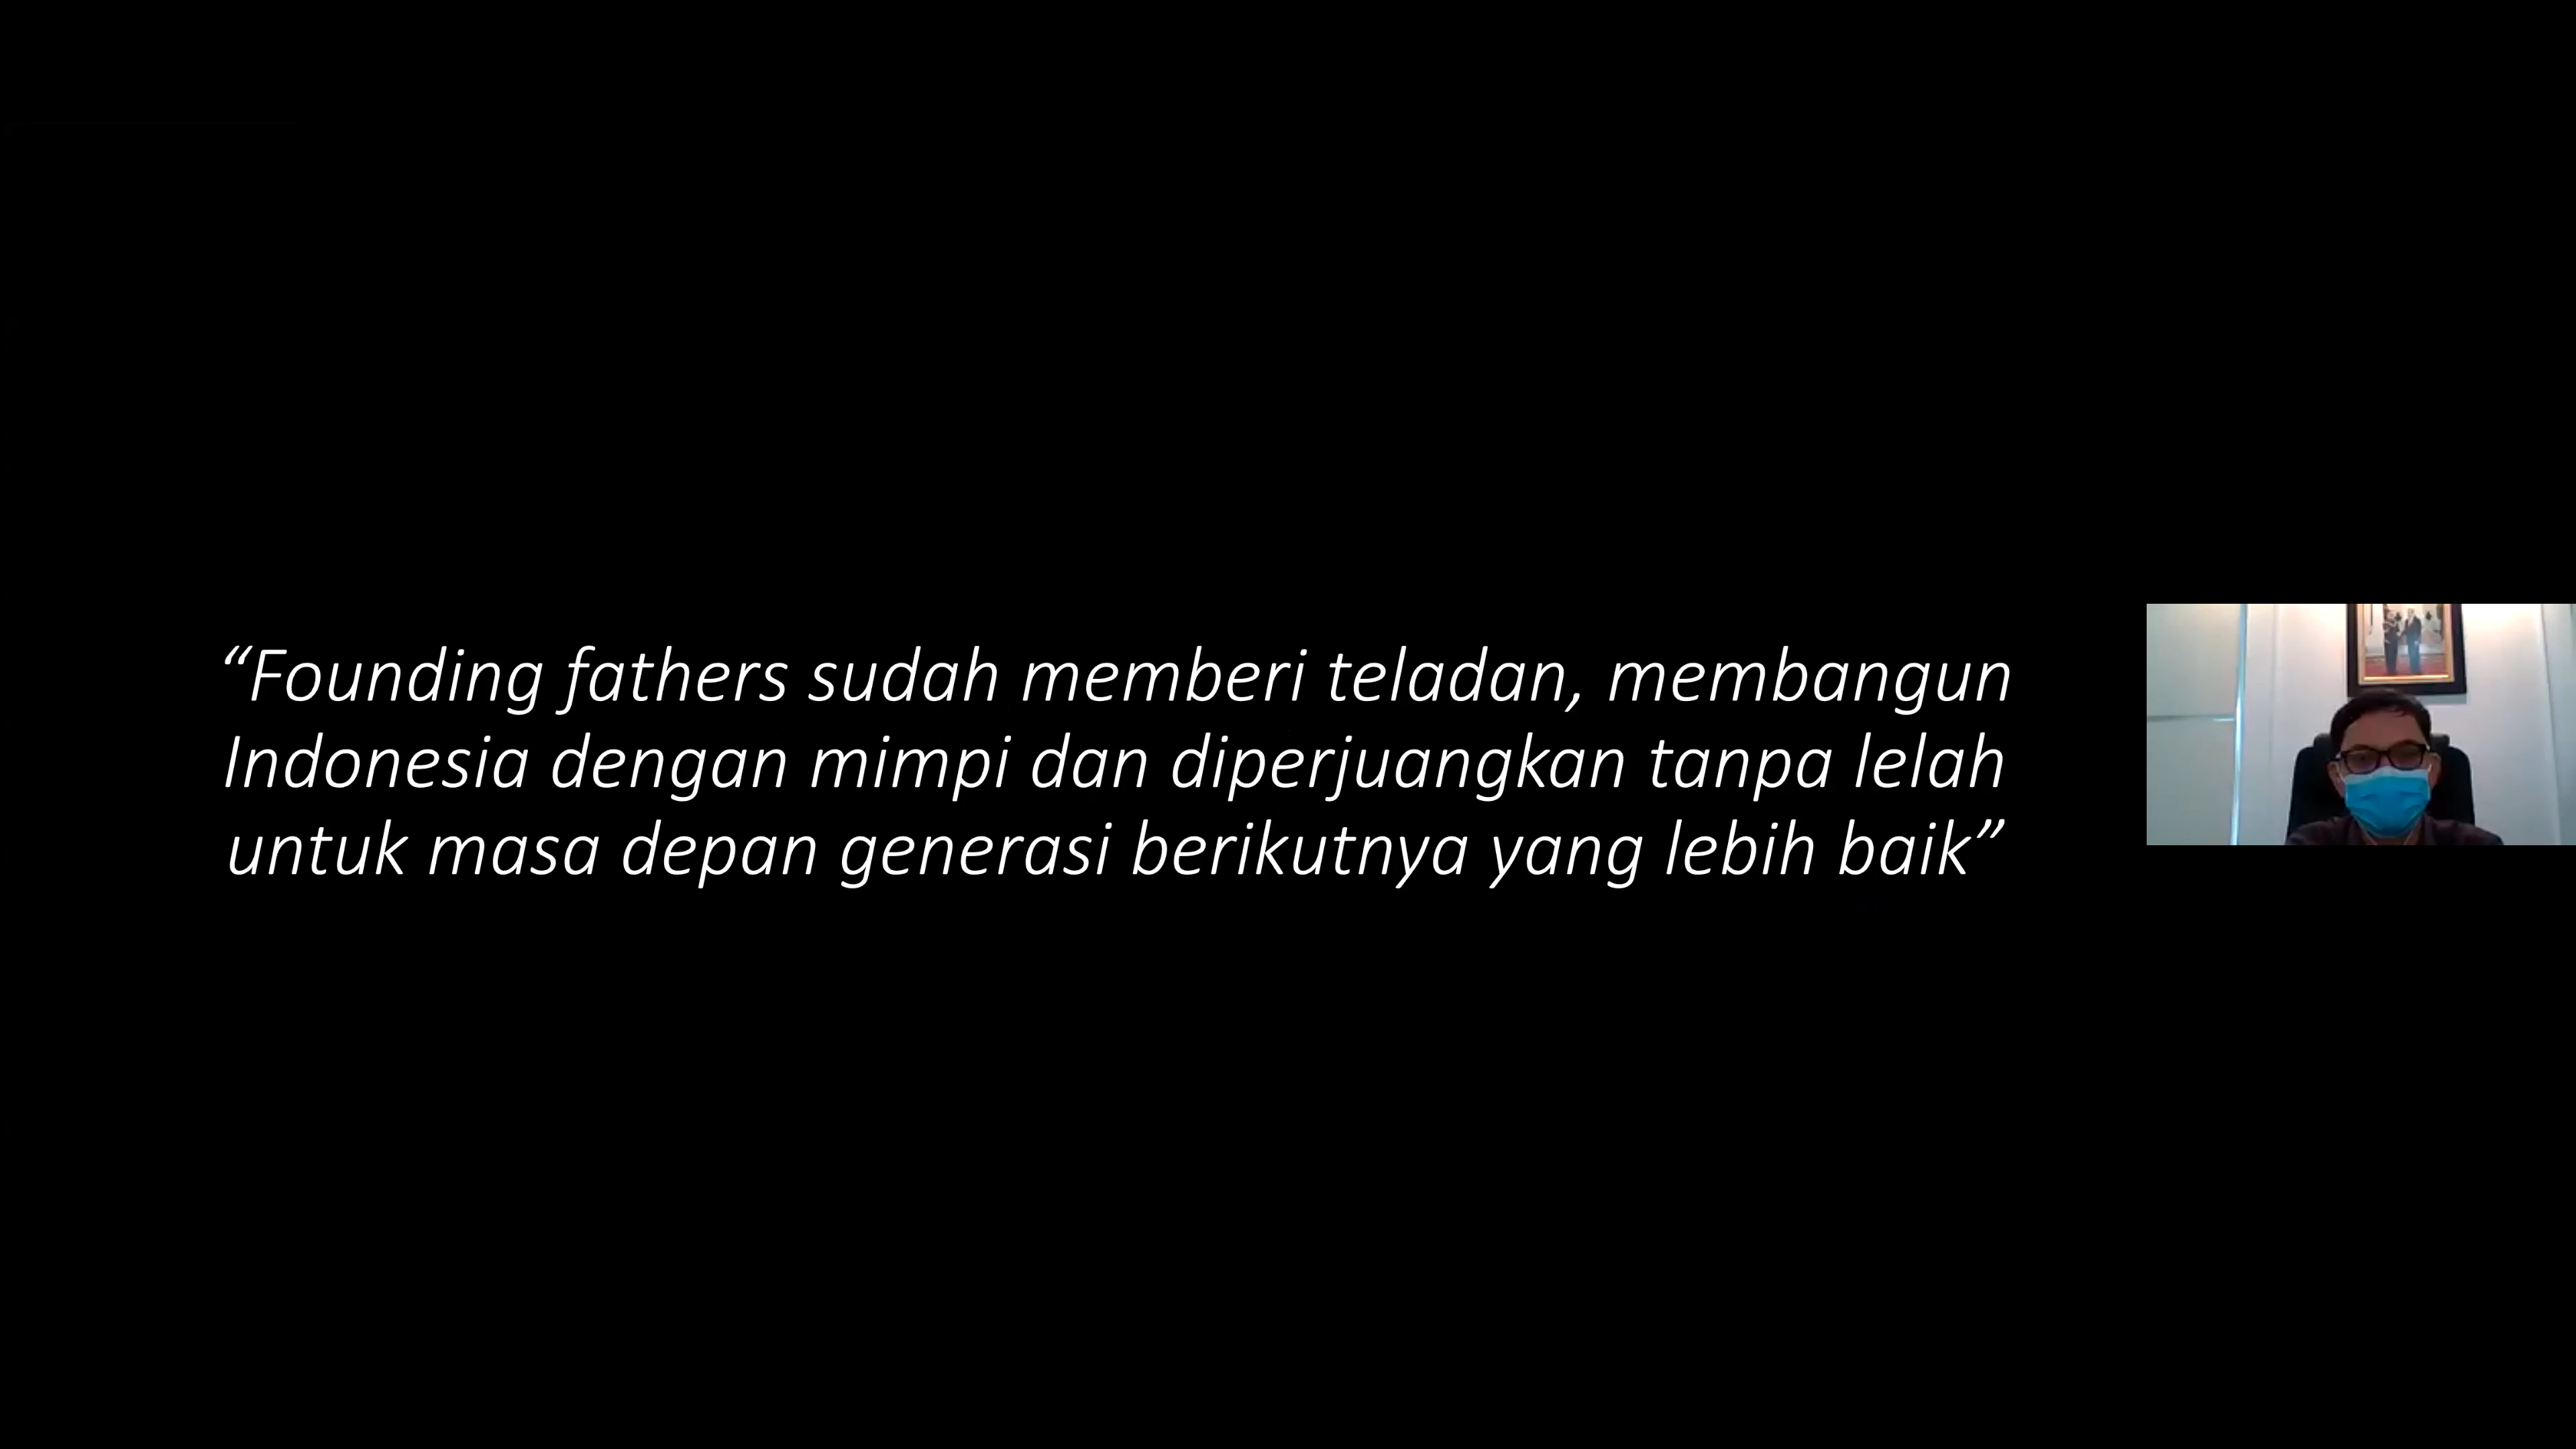 “Founding fathers sudah memberi teladan, membangun
Indonesia dengan mimpi dan diperjuangkan tanpa lelah
untuk masa depan generasi berikutnya yang lebih baik”